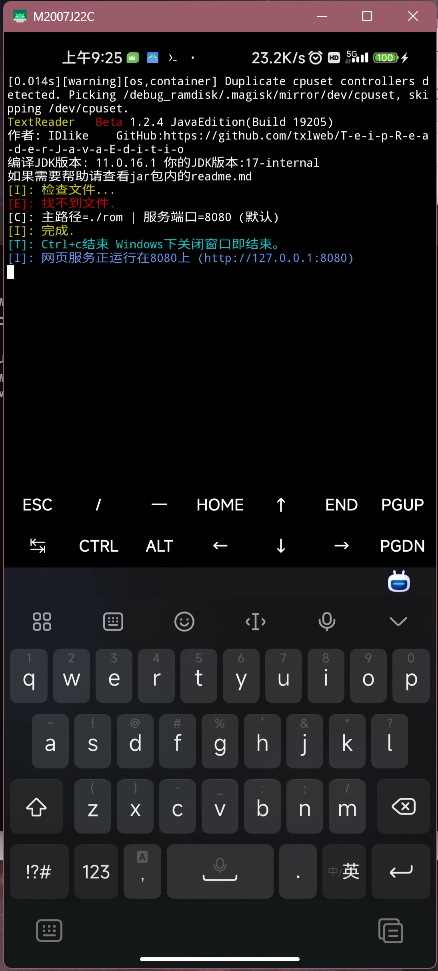 M2007J22C
上午9:25 · 23.2K/s HD 5G 100
[0.014s][warning][os,container] Duplicate cpuset controllers d
etected. Picking /debug_ramdisk/.magisk/mirror/dev/cpuset, ski
pping /dev/cpuset.
TextReader Beta 1.2.4 JavaEdition(Build 19205)
作者: IDlike GitHub:https://github.com/txlweb/T-e-i-p-R-e-a
-d-e-r-J-a-v-a-E-d-i-t-i-o
编译JDK版本: 11.0.16.1 你的JDK版本:17-internal
如果需要帮助请查看jar包内的readme.md
[I]: 检查文件...
[E]: 找不到文件.
[C]: 主路径=./rom | 服务端口=8080 (默认)
[I]: 完成.
[T]: Ctrl+c结束 Windows下关闭窗口即结束。
[I]: 网页服务正运行在8080上 (http://127.0.0.1:8080)
ESC / — HOME ↑ END PGUP
↹ CTRL ALT ← ↓ → PGDN
1 2 3 4 5 6 7 8 9 0
q w e r t y u i o p
~ ! @ # % ' & * ?
a s d f g h j k l
( ) - _ : ; /
z x c v b n m
!?# 123 A , . 中/英